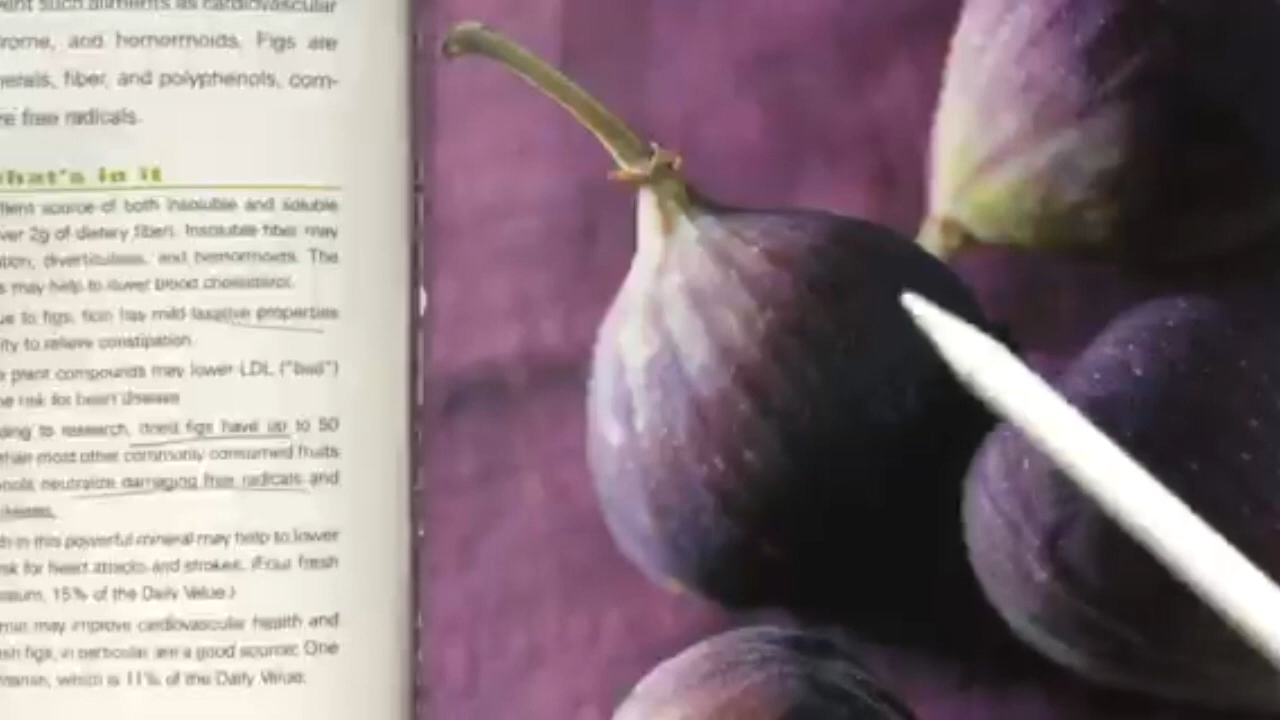 such ailments as cardiovascular
and hemorrhoids. Figs are
fiber, and polyphenols, com-
free radicals.
what's in it
source of both insoluble and soluble
over 2g of dietary fiber). Insoluble fiber may
diverticulosis, and hemorrhoids. The
may help to lower blood cholesterol.
to figs, ficin has mild laxative properties
to relieve constipation.
plant compounds may lower LDL ("bad")
risk for heart disease.
to research, dried figs have up to 50
than most other commonly consumed fruits
neutralize damaging free radicals and
in this powerful mineral may help to lower
for heart attacks and strokes. (Four fresh
15% of the Daily Value.)
may improve cardiovascular health and
figs, in particular, are a good source: One
which is 11% of the Daily Value.